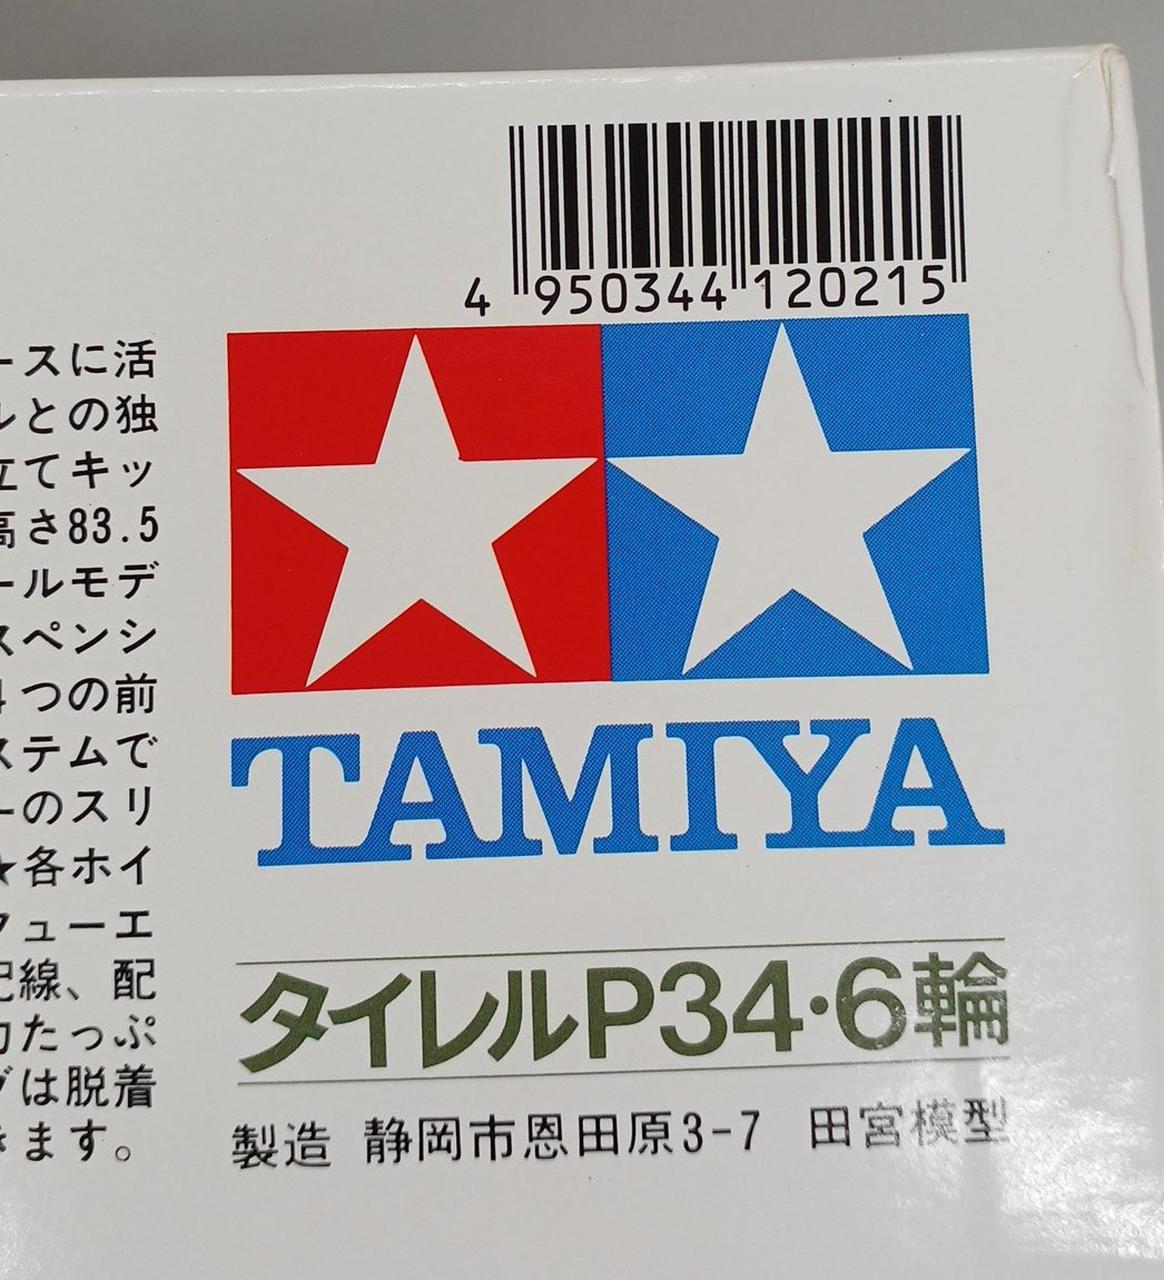 4 950344 120215
ースに活
ルとの独
立てキッ
高さ83.5
ールモデ
スペンシ
4つの前
ステムで
ーのスリ
★各ホイ
フューエ
配線、配
力たっぷ
グは脱着
きます。
TAMIYA
タイレルP34・6輪
製造 静岡市恩田原3-7 田宮模型